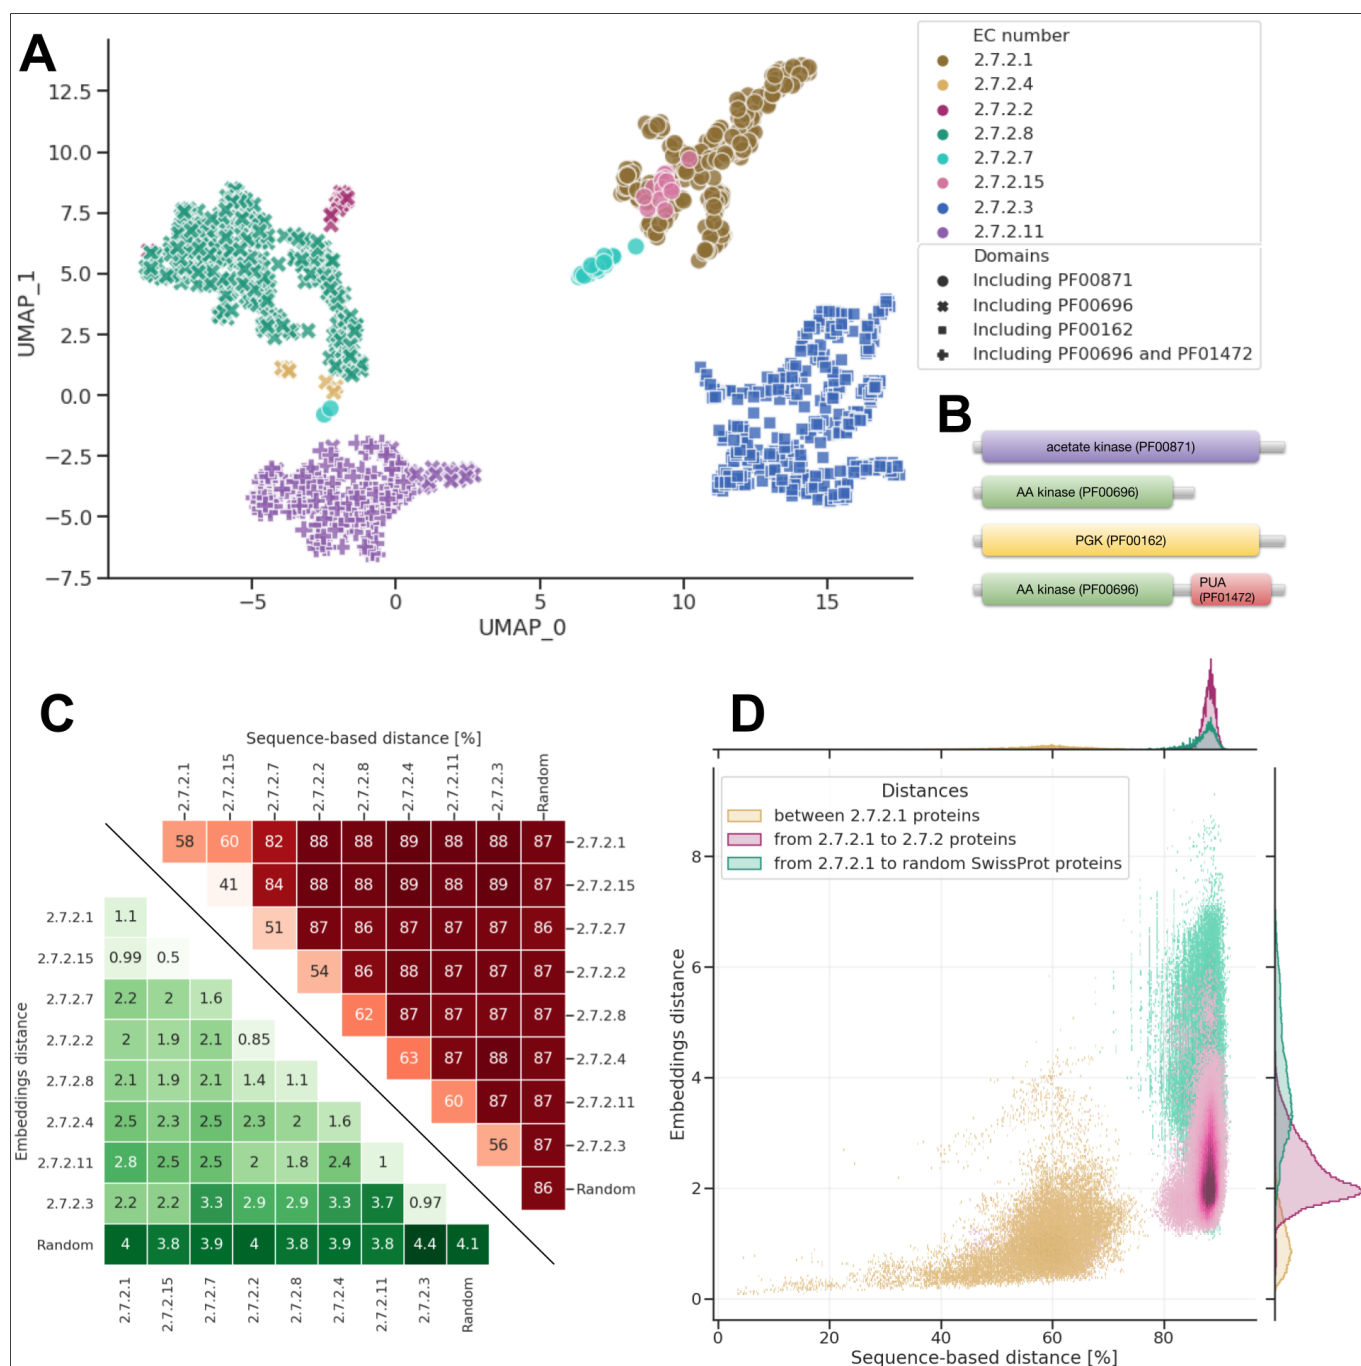 A
EC number
2.7.2.1
2.7.2.4
2.7.2.2
2.7.2.8
2.7.2.7
2.7.2.15
2.7.2.3
2.7.2.11
Domains
Including PF00871
Including PF00696
Including PF00162
Including PF00696 and PF01472
UMAP_1
12.5
10.0
7.5
5.0
2.5
0.0
−2.5
−5.0
−7.5
−5 0 5 10 15
UMAP_0
B
acetate kinase (PF00871)
AA kinase (PF00696)
PGK (PF00162)
AA kinase (PF00696)
PUA
(PF01472)
C
Sequence-based distance [%]
2.7.2.1 2.7.2.15 2.7.2.7 2.7.2.2 2.7.2.8 2.7.2.4 2.7.2.11 2.7.2.3 Random
58 60 82 88 88 89 88 88 87 2.7.2.1
41 84 88 88 89 88 89 87 2.7.2.15
51 87 86 87 87 87 86 2.7.2.7
54 86 88 87 87 87 2.7.2.2
62 87 87 87 87 2.7.2.8
63 87 88 87 2.7.2.4
60 87 87 2.7.2.11
56 87 2.7.2.3
86 Random
Embeddings distance
2.7.2.1 1.1
2.7.2.15 0.99 0.5
2.7.2.7 2.2 2 1.6
2.7.2.2 2 1.9 2.1 0.85
2.7.2.8 2.1 1.9 2.1 1.4 1.1
2.7.2.4 2.5 2.3 2.5 2.3 2 1.6
2.7.2.11 2.8 2.5 2.5 2 1.8 2.4 1
2.7.2.3 2.2 2.2 3.3 2.9 2.9 3.3 3.7 0.97
Random 4 3.8 3.9 4 3.8 3.9 3.8 4.4 4.1
2.7.2.1 2.7.2.15 2.7.2.7 2.7.2.2 2.7.2.8 2.7.2.4 2.7.2.11 2.7.2.3 Random
D
Distances
between 2.7.2.1 proteins
from 2.7.2.1 to 2.7.2 proteins
from 2.7.2.1 to random SwissProt proteins
Embeddings distance
8
6
4
2
0
0 20 40 60 80
Sequence-based distance [%]